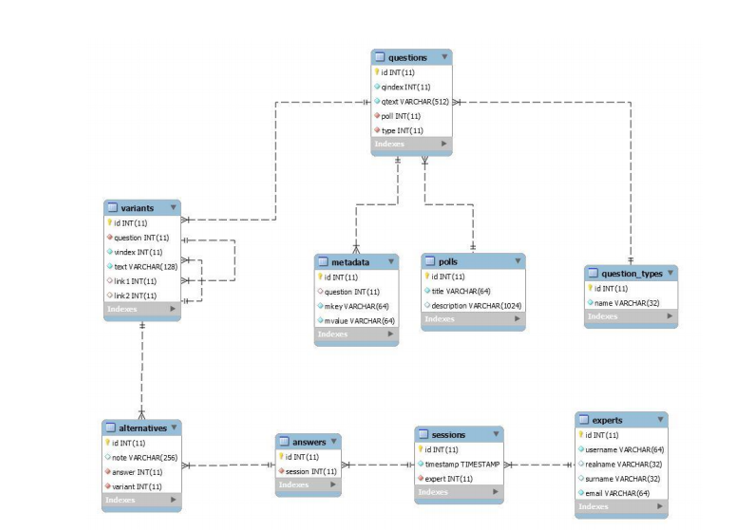 questions
id INT(11)
qindex INT(11)
qtext VARCHAR(512)
poll INT(11)
type INT(11)
Indexes
variants
id INT(11)
question INT(11)
vindex INT(11)
text VARCHAR(128)
link1 INT(11)
link2 INT(11)
Indexes
metadata
id INT(11)
question INT(11)
mkey VARCHAR(64)
mvalue VARCHAR(64)
Indexes
polls
id INT(11)
title VARCHAR(64)
description VARCHAR(1024)
Indexes
question_types
id INT(11)
name VARCHAR(32)
Indexes
alternatives
id INT(11)
note VARCHAR(256)
answer INT(11)
variant INT(11)
Indexes
answers
id INT(11)
session INT(11)
Indexes
sessions
id INT(11)
timestamp TIMESTAMP
expert INT(11)
Indexes
experts
id INT(11)
username VARCHAR(64)
realname VARCHAR(32)
surname VARCHAR(32)
email VARCHAR(64)
Indexes